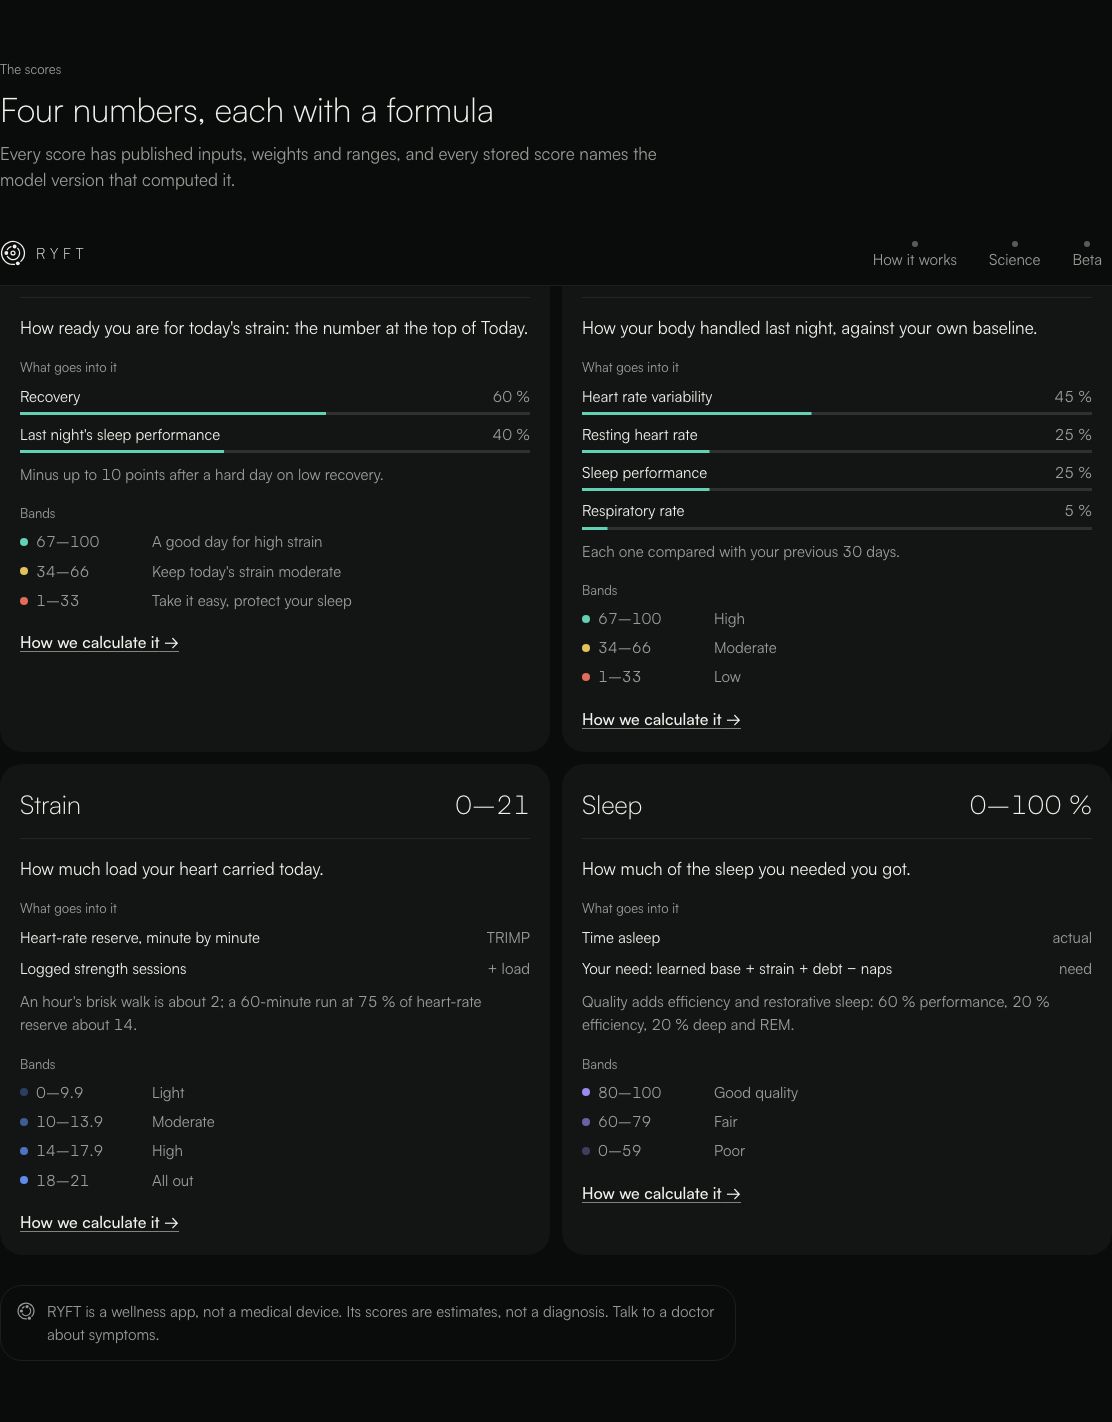 The scores
Four numbers, each with a formula
Every score has published inputs, weights and ranges, and every stored score names the
model version that computed it.
RYFT
How it works
Science
Beta
How ready you are for today's strain: the number at the top of Today.
What goes into it
Recovery 60 %
Last night's sleep performance 40 %
Minus up to 10 points after a hard day on low recovery.
Bands
67—100 A good day for high strain
34—66 Keep today's strain moderate
1—33 Take it easy, protect your sleep
How we calculate it →
How your body handled last night, against your own baseline.
What goes into it
Heart rate variability 45 %
Resting heart rate 25 %
Sleep performance 25 %
Respiratory rate 5 %
Each one compared with your previous 30 days.
Bands
67—100 High
34—66 Moderate
1—33 Low
How we calculate it →
Strain 0—21
How much load your heart carried today.
What goes into it
Heart-rate reserve, minute by minute TRIMP
Logged strength sessions + load
An hour's brisk walk is about 2; a 60-minute run at 75 % of heart-rate
reserve about 14.
Bands
0—9.9 Light
10—13.9 Moderate
14—17.9 High
18—21 All out
How we calculate it →
Sleep 0—100 %
How much of the sleep you needed you got.
What goes into it
Time asleep actual
Your need: learned base + strain + debt − naps need
Quality adds efficiency and restorative sleep: 60 % performance, 20 %
efficiency, 20 % deep and REM.
Bands
80—100 Good quality
60—79 Fair
0—59 Poor
How we calculate it →
RYFT is a wellness app, not a medical device. Its scores are estimates, not a diagnosis. Talk to a doctor
about symptoms.